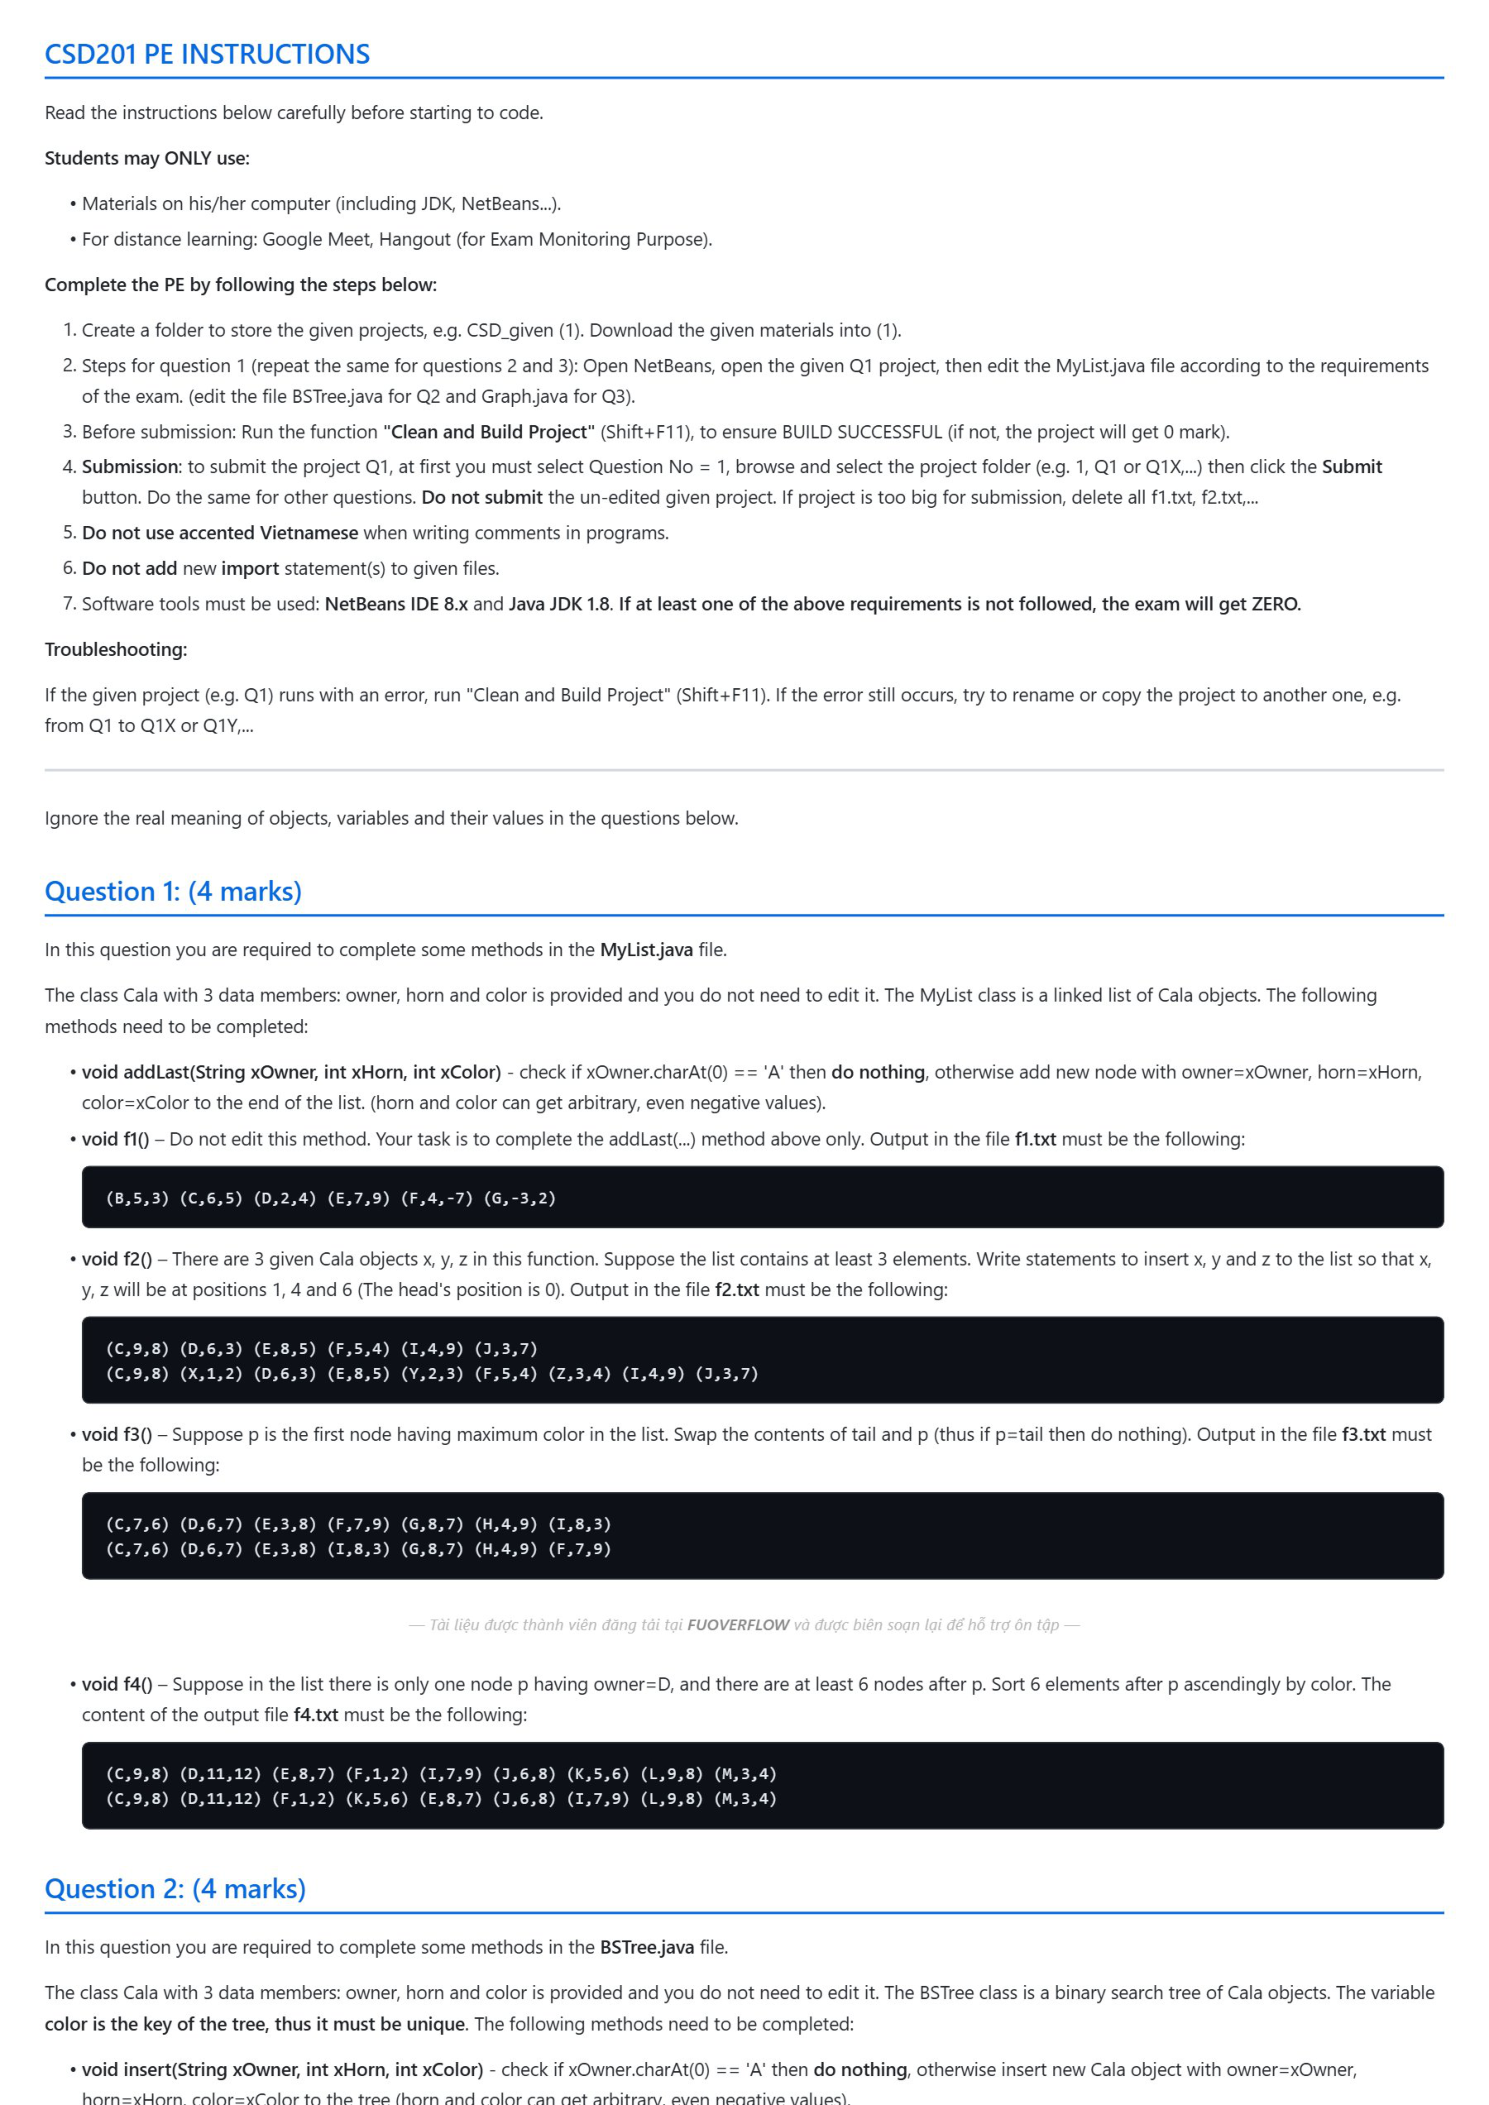 CSD201 PE INSTRUCTIONS
Read the instructions below carefully before starting to code.
Students may ONLY use:
• Materials on his/her computer (including JDK, NetBeans...).
• For distance learning: Google Meet, Hangout (for Exam Monitoring Purpose).
Complete the PE by following the steps below:
1. Create a folder to store the given projects, e.g. CSD_given (1). Download the given materials into (1).
2. Steps for question 1 (repeat the same for questions 2 and 3): Open NetBeans, open the given Q1 project, then edit the MyList.java file according to the requirements
of the exam. (edit the file BSTree.java for Q2 and Graph.java for Q3).
3. Before submission: Run the function "Clean and Build Project" (Shift+F11), to ensure BUILD SUCCESSFUL (if not, the project will get 0 mark).
4. Submission: to submit the project Q1, at first you must select Question No = 1, browse and select the project folder (e.g. 1, Q1 or Q1X,...) then click the Submit
button. Do the same for other questions. Do not submit the un-edited given project. If project is too big for submission, delete all f1.txt, f2.txt,...
5. Do not use accented Vietnamese when writing comments in programs.
6. Do not add new import statement(s) to given files.
7. Software tools must be used: NetBeans IDE 8.x and Java JDK 1.8. If at least one of the above requirements is not followed, the exam will get ZERO.
Troubleshooting:
If the given project (e.g. Q1) runs with an error, run "Clean and Build Project" (Shift+F11). If the error still occurs, try to rename or copy the project to another one, e.g.
from Q1 to Q1X or Q1Y,...
Ignore the real meaning of objects, variables and their values in the questions below.
Question 1: (4 marks)
In this question you are required to complete some methods in the MyList.java file.
The class Cala with 3 data members: owner, horn and color is provided and you do not need to edit it. The MyList class is a linked list of Cala objects. The following
methods need to be completed:
• void addLast(String xOwner, int xHorn, int xColor) - check if xOwner.charAt(0) == 'A' then do nothing, otherwise add new node with owner=xOwner, horn=xHorn,
color=xColor to the end of the list. (horn and color can get arbitrary, even negative values).
• void f1() – Do not edit this method. Your task is to complete the addLast(...) method above only. Output in the file f1.txt must be the following:
(B,5,3) (C,6,5) (D,2,4) (E,7,9) (F,4,-7) (G,-3,2)
• void f2() – There are 3 given Cala objects x, y, z in this function. Suppose the list contains at least 3 elements. Write statements to insert x, y and z to the list so that x,
y, z will be at positions 1, 4 and 6 (The head's position is 0). Output in the file f2.txt must be the following:
(C,9,8) (D,6,3) (E,8,5) (F,5,4) (I,4,9) (J,3,7)
(C,9,8) (X,1,2) (D,6,3) (E,8,5) (Y,2,3) (F,5,4) (Z,3,4) (I,4,9) (J,3,7)
• void f3() – Suppose p is the first node having maximum color in the list. Swap the contents of tail and p (thus if p=tail then do nothing). Output in the file f3.txt must
be the following:
(C,7,6) (D,6,7) (E,3,8) (F,7,9) (G,8,7) (H,4,9) (I,8,3)
(C,7,6) (D,6,7) (E,3,8) (I,8,3) (G,8,7) (H,4,9) (F,7,9)
— Tài liệu được thành viên đăng tải tại FUOVERFLOW và được biên soạn lại để hỗ trợ ôn tập —
• void f4() – Suppose in the list there is only one node p having owner=D, and there are at least 6 nodes after p. Sort 6 elements after p ascendingly by color. The
content of the output file f4.txt must be the following:
(C,9,8) (D,11,12) (E,8,7) (F,1,2) (I,7,9) (J,6,8) (K,5,6) (L,9,8) (M,3,4)
(C,9,8) (D,11,12) (F,1,2) (K,5,6) (E,8,7) (J,6,8) (I,7,9) (L,9,8) (M,3,4)
Question 2: (4 marks)
In this question you are required to complete some methods in the BSTree.java file.
The class Cala with 3 data members: owner, horn and color is provided and you do not need to edit it. The BSTree class is a binary search tree of Cala objects. The variable
color is the key of the tree, thus it must be unique. The following methods need to be completed:
• void insert(String xOwner, int xHorn, int xColor) - check if xOwner.charAt(0) == 'A' then do nothing, otherwise insert new Cala object with owner=xOwner,
horn=xHorn, color=xColor to the tree (horn and color can get arbitrary, even negative values).